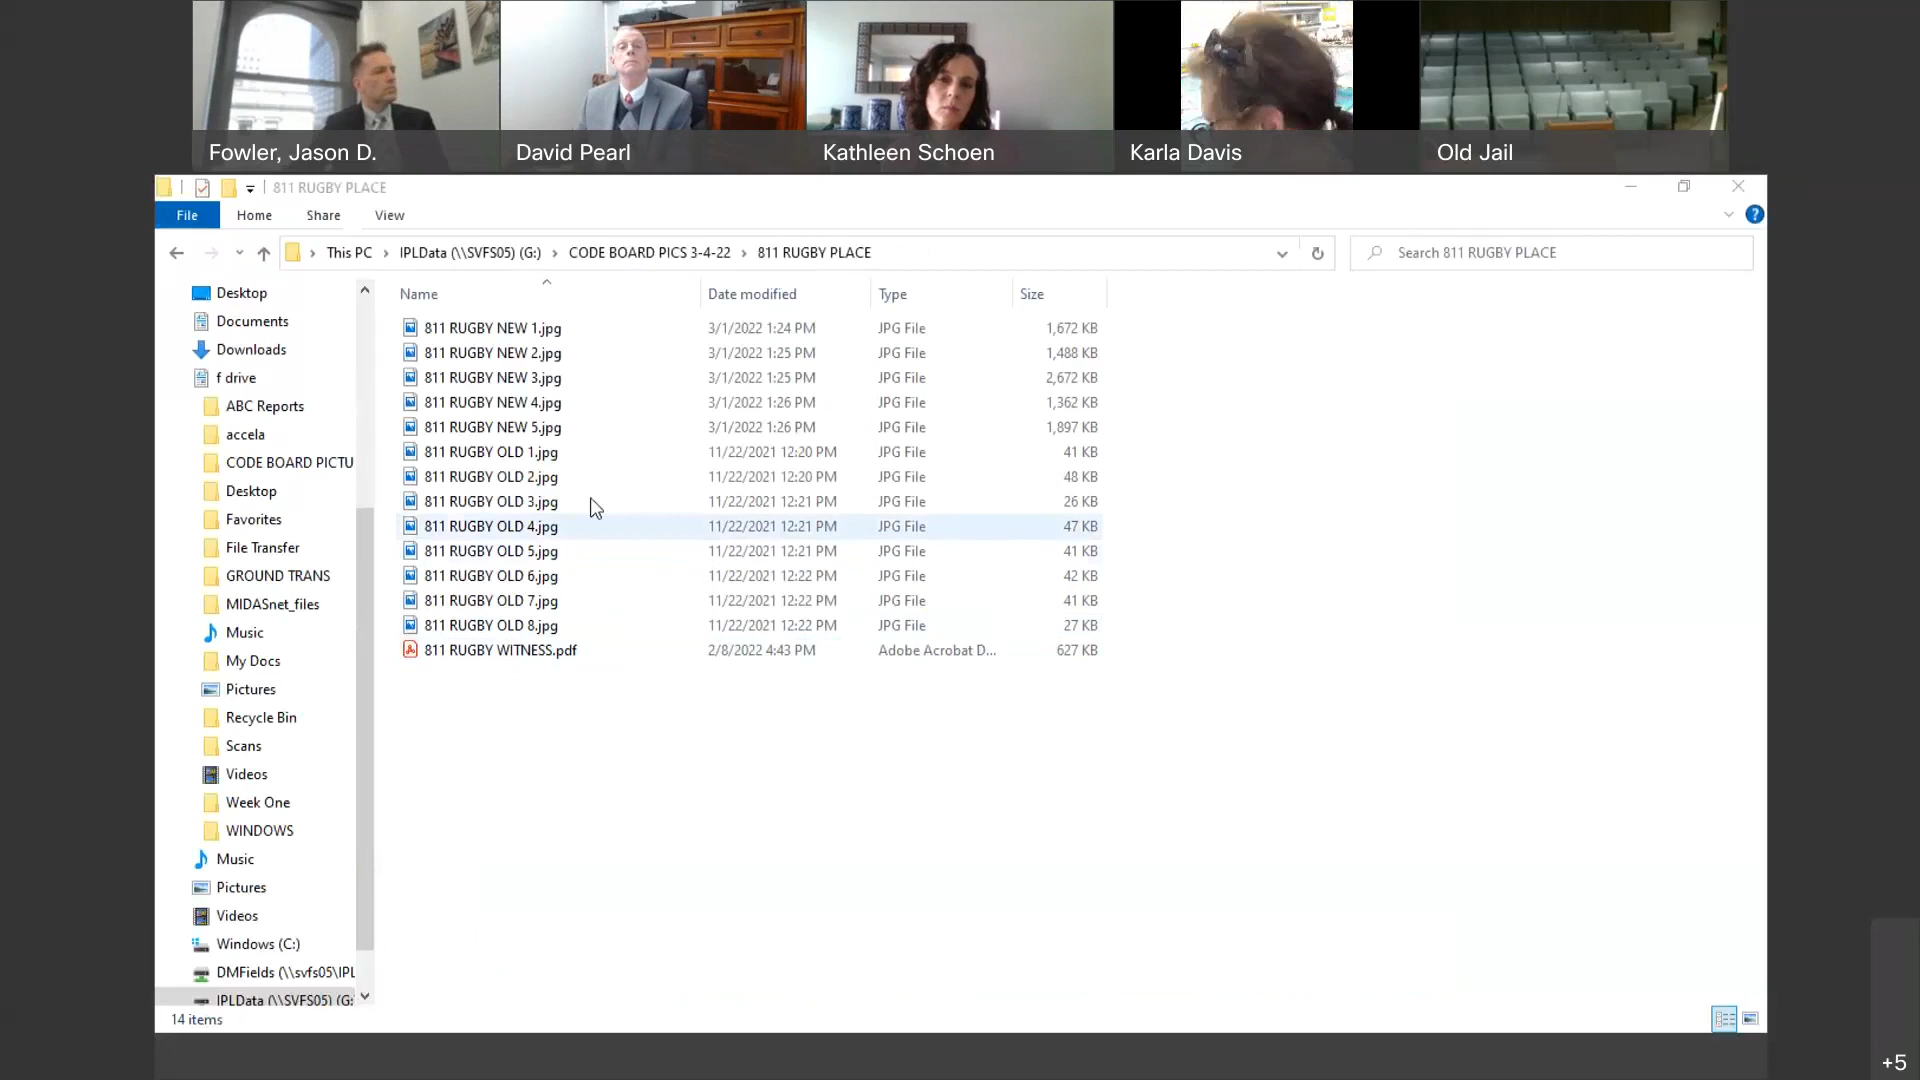 Fowler, Jason D.
David Pearl
Kathleen Schoen
Karla Davis
Old Jail
811 RUGBY PLACE
File Home Share View
This PC IPLData (\\SVFS05) (G:) CODE BOARD PICS 3-4-22 811 RUGBY PLACE
Search 811 RUGBY PLACE
Desktop
Documents
Downloads
f drive
ABC Reports
accela
CODE BOARD PICTU
Desktop
Favorites
File Transfer
GROUND TRANS
MIDASnet_files
Music
My Docs
Pictures
Recycle Bin
Scans
Videos
Week One
WINDOWS
Music
Pictures
Videos
Windows (C:)
DMFields (\\svfs05\IPL
IPLData (\\SVFS05) (G:
Name Date modified Type Size
811 RUGBY NEW 1.jpg 3/1/2022 1:24 PM JPG File 1,672 KB
811 RUGBY NEW 2.jpg 3/1/2022 1:25 PM JPG File 1,488 KB
811 RUGBY NEW 3.jpg 3/1/2022 1:25 PM JPG File 2,672 KB
811 RUGBY NEW 4.jpg 3/1/2022 1:26 PM JPG File 1,362 KB
811 RUGBY NEW 5.jpg 3/1/2022 1:26 PM JPG File 1,897 KB
811 RUGBY OLD 1.jpg 11/22/2021 12:20 PM JPG File 41 KB
811 RUGBY OLD 2.jpg 11/22/2021 12:20 PM JPG File 48 KB
811 RUGBY OLD 3.jpg 11/22/2021 12:21 PM JPG File 26 KB
811 RUGBY OLD 4.jpg 11/22/2021 12:21 PM JPG File 47 KB
811 RUGBY OLD 5.jpg 11/22/2021 12:21 PM JPG File 41 KB
811 RUGBY OLD 6.jpg 11/22/2021 12:22 PM JPG File 42 KB
811 RUGBY OLD 7.jpg 11/22/2021 12:22 PM JPG File 41 KB
811 RUGBY OLD 8.jpg 11/22/2021 12:22 PM JPG File 27 KB
811 RUGBY WITNESS.pdf 2/8/2022 4:43 PM Adobe Acrobat D... 627 KB
14 items
+5